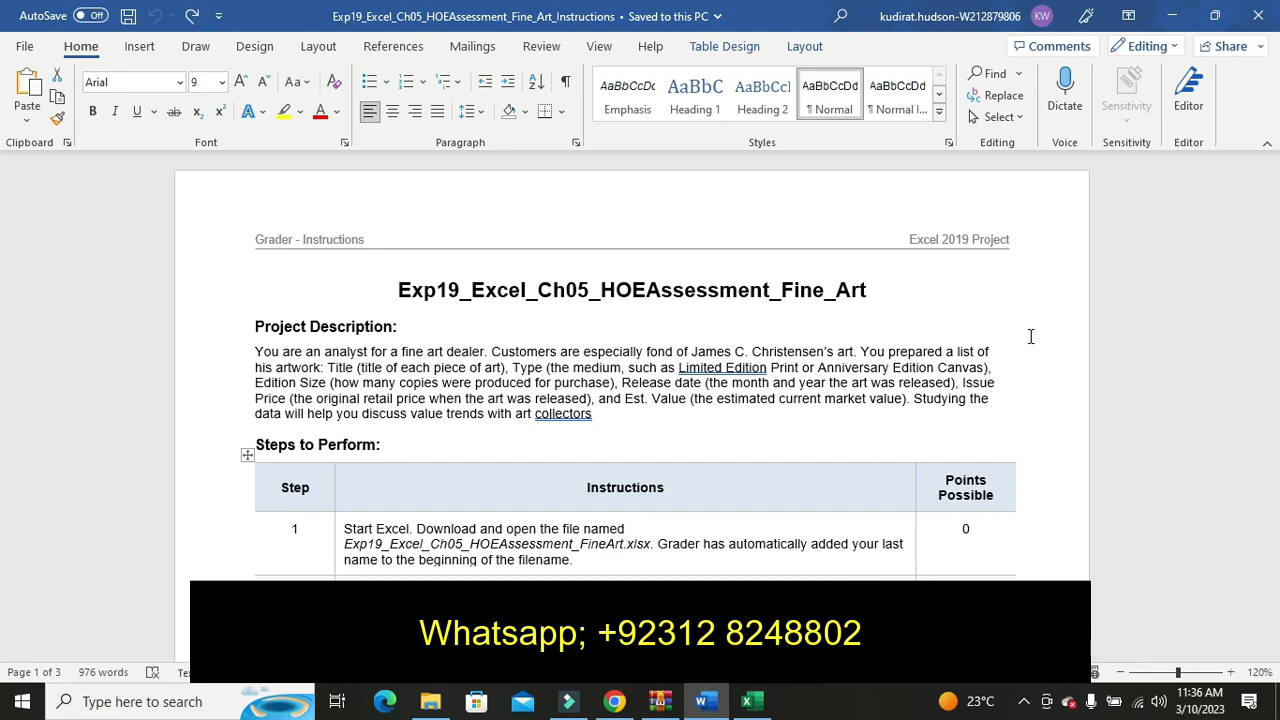 AutoSave Off Exp19_Excel_Ch05_HOEAssessment_Fine_Art_Instructions • Saved to this PC kudirat.hudson-W212879806 KW
File Home Insert Draw Design Layout References Mailings Review View Help Table Design Layout Comments Editing Share
Paste Arial 9 Aa AaBbCcDc AaBbC AaBbCcI AaBbCcDd AaBbCcDd Find Dictate Sensitivity Editor
B I U ab x₂ x² A A Emphasis Heading 1 Heading 2 ¶ Normal ¶ Normal I... Replace
Select
Clipboard Font Paragraph Styles Editing Voice Sensitivity Editor
Grader - Instructions Excel 2019 Project
Exp19_Excel_Ch05_HOEAssessment_Fine_Art
Project Description:
You are an analyst for a fine art dealer. Customers are especially fond of James C. Christensen's art. You prepared a list of
his artwork: Title (title of each piece of art), Type (the medium, such as Limited Edition Print or Anniversary Edition Canvas),
Edition Size (how many copies were produced for purchase), Release date (the month and year the art was released), Issue
Price (the original retail price when the art was released), and Est. Value (the estimated current market value). Studying the
data will help you discuss value trends with art collectors
Steps to Perform:
Step Instructions Points Possible
1 Start Excel. Download and open the file named 0
Exp19_Excel_Ch05_HOEAssessment_FineArt.xlsx. Grader has automatically added your last
name to the beginning of the filename.
Whatsapp; +92312 8248802
Page 1 of 3 976 words 120%
Type here to search 23°C 11:36 AM
3/10/2023